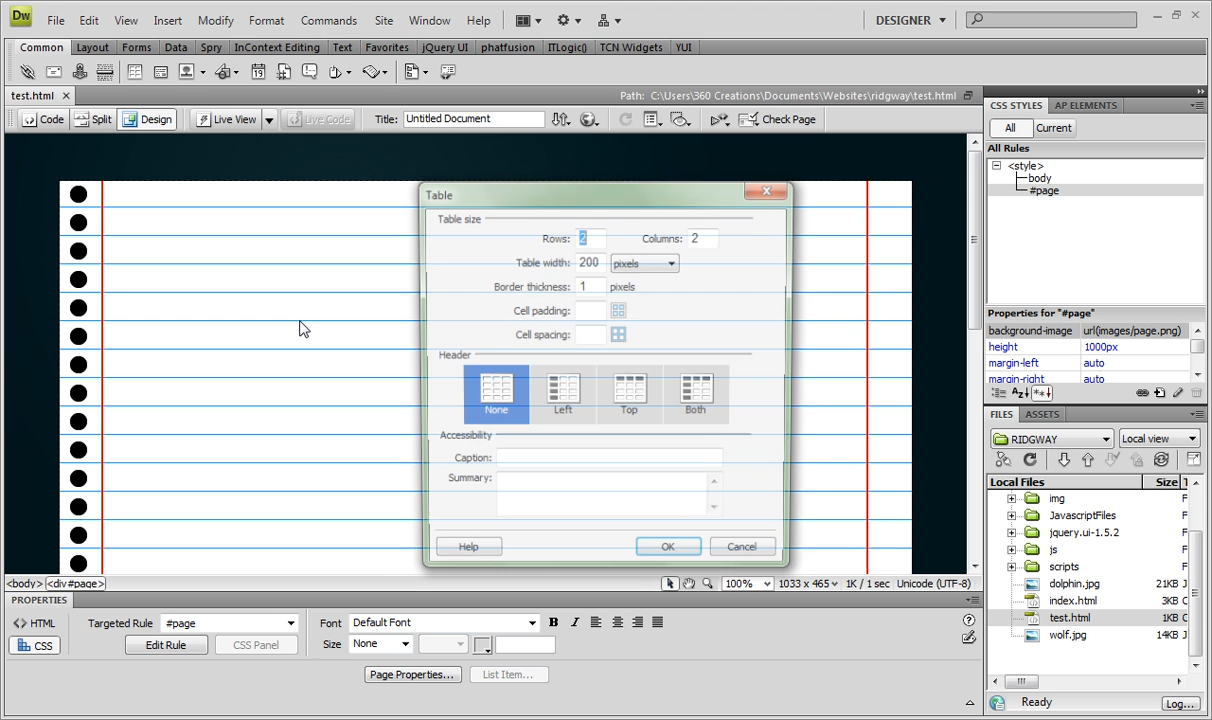 Dw File Edit View Insert Modify Format Commands Site Window Help DESIGNER
Common Layout Forms Data Spry InContext Editing Text Favorites jQuery UI phatfusion ITLogic() TCN Widgets YUI
test.html Path: C:\Users\360 Creations\Documents\Websites\ridgway\test.html
Code Split Design Live View Live Code Title: Untitled Document Check Page
Table
Table size
Rows: 2 Columns: 2
Table width: 200 pixels
Border thickness: 1 pixels
Cell padding:
Cell spacing:
Header
None Left Top Both
Accessibility
Caption:
Summary:
Help OK Cancel
<body> <div#page> 100% 1033 x 465 1K / 1 sec Unicode (UTF-8)
PROPERTIES
HTML Targeted Rule #page Font Default Font B I
CSS Edit Rule CSS Panel Size None
Page Properties... List Item...
CSS STYLES AP ELEMENTS
All Current
All Rules
<style>
body
#page
Properties for "#page"
background-image url(images/page.png)
height 1000px
margin-left auto
margin-right auto
Az
FILES ASSETS
RIDGWAY Local view
Local Files Size T
img F
JavascriptFiles F
jquery.ui-1.5.2 F
js F
scripts F
dolphin.jpg 21KB J
index.html 3KB C
test.html 1KB C
wolf.jpg 14KB J
Ready Log...